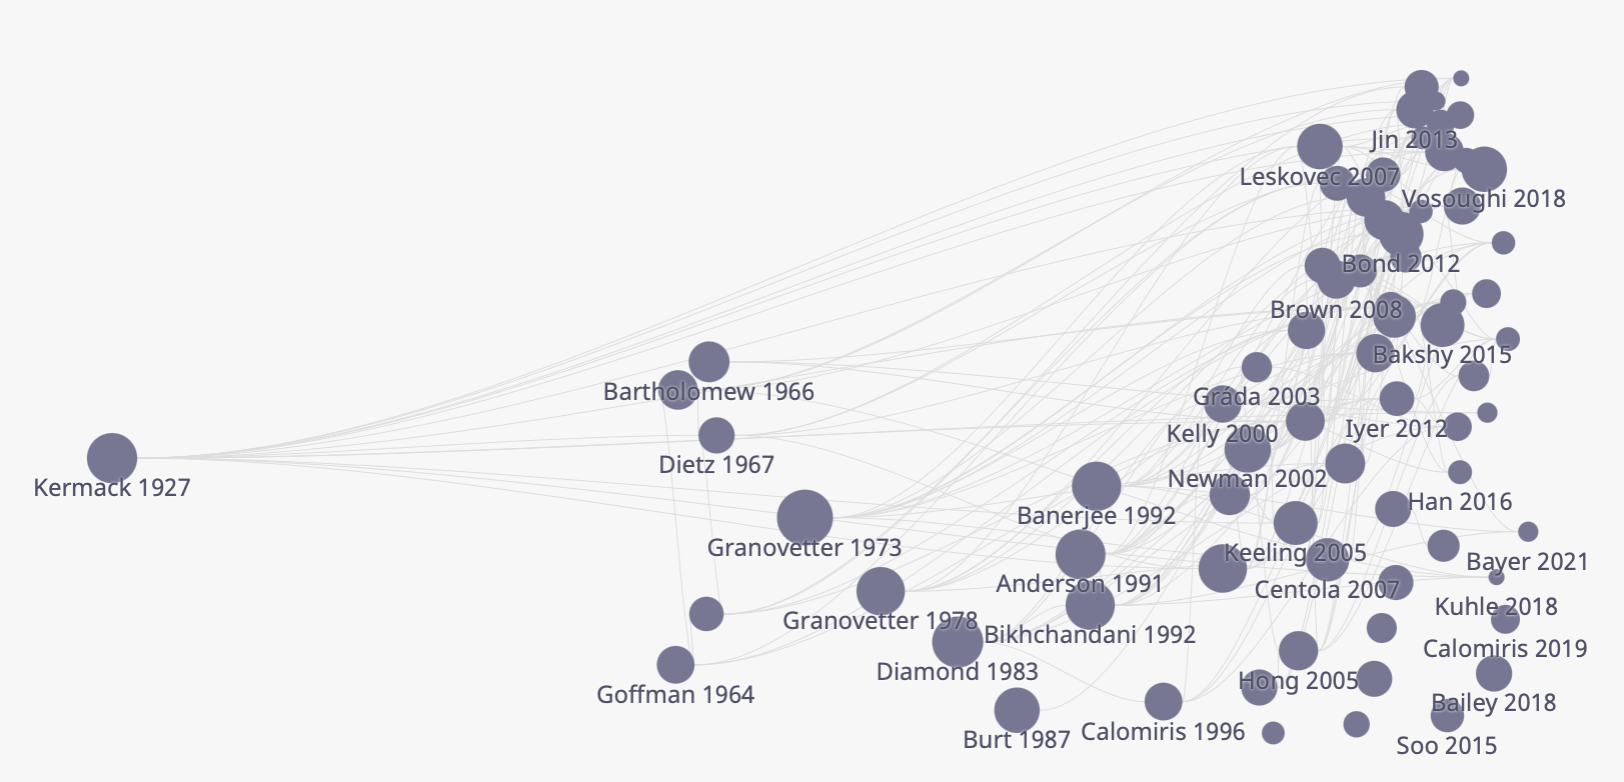 Jin 2013
Leskovec 2007
Vosoughi 2018
Bond 2012
Brown 2008
Bakshy 2015
Bartholomew 1966
Gráda 2003
Iyer 2012
Kelly 2000
Dietz 1967
Newman 2002
Kermack 1927
Han 2016
Banerjee 1992
Granovetter 1973
Keeling 2005
Bayer 2021
Anderson 1991
Centola 2007
Kuhle 2018
Granovetter 1978
Bikhchandani 1992
Calomiris 2019
Diamond 1983
Hong 2005
Goffman 1964
Bailey 2018
Calomiris 1996
Burt 1987
Soo 2015